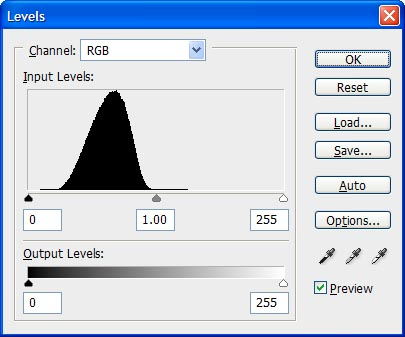 Levels
Channel: RGB
Input Levels:
0 1.00 255
Output Levels:
0 255
OK
Reset
Load...
Save...
Auto
Options...
Preview